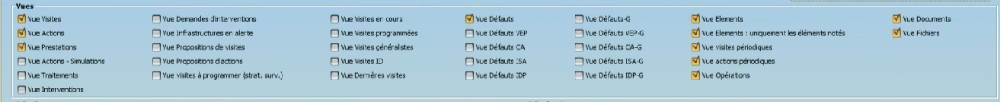 Vues
Vue Visites
Vue Actions
Vue Prestations
Vue Actions - Simulations
Vue Traitements
Vue Interventions
Vue Demandes d'interventions
Vue Infrastructures en alerte
Vue Propositions de visites
Vue Propositions d'actions
Vue visites à programmer (strat. surv.)
Vue Visites en cours
Vue Visites programmées
Vue Visites généralistes
Vue Visites ID
Vue Dernières visites
Vue Défauts
Vue Défauts VEP
Vue Défauts CA
Vue Défauts ISA
Vue Défauts IDP
Vue Défauts-G
Vue Défauts VEP-G
Vue Défauts CA-G
Vue Défauts ISA-G
Vue Défauts IDP-G
Vue Elements
Vue Elements : uniquement les éléments notés
Vue visites périodiques
Vue actions périodiques
Vue Opérations
Vue Documents
Vue Fichiers